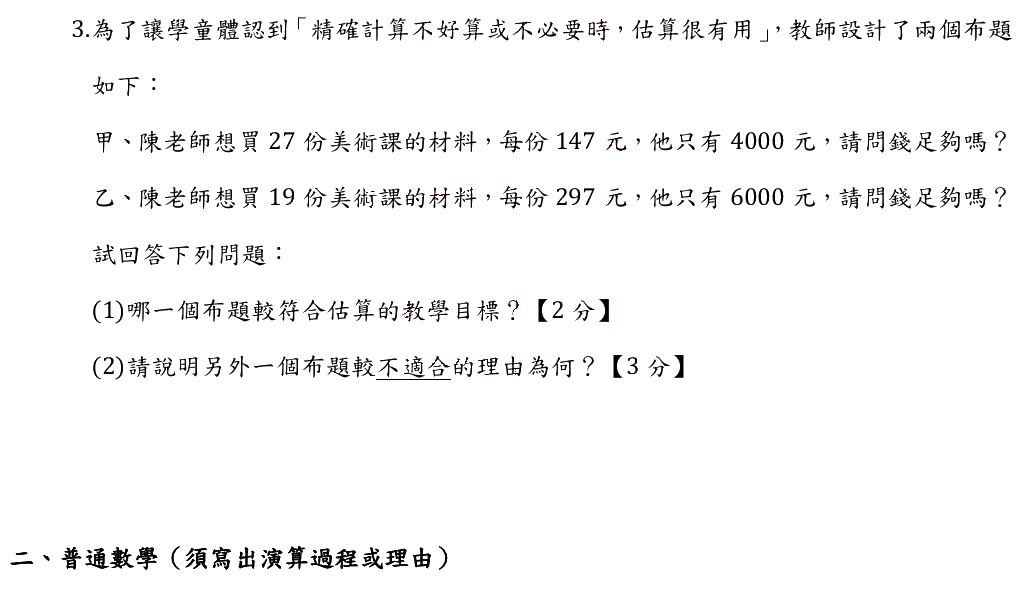 3.為了讓學童體認到「精確計算不好算或不必要時，估算很有用」，教師設計了兩個布題
如下：
甲、陳老師想買 27 份美術課的材料，每份 147 元，他只有 4000 元，請問錢足夠嗎？
乙、陳老師想買 19 份美術課的材料，每份 297 元，他只有 6000 元，請問錢足夠嗎？
試回答下列問題：
(1)哪一個布題較符合估算的教學目標？【2 分】
(2)請說明另外一個布題較不適合的理由為何？【3 分】
二、普通數學（須寫出演算過程或理由）